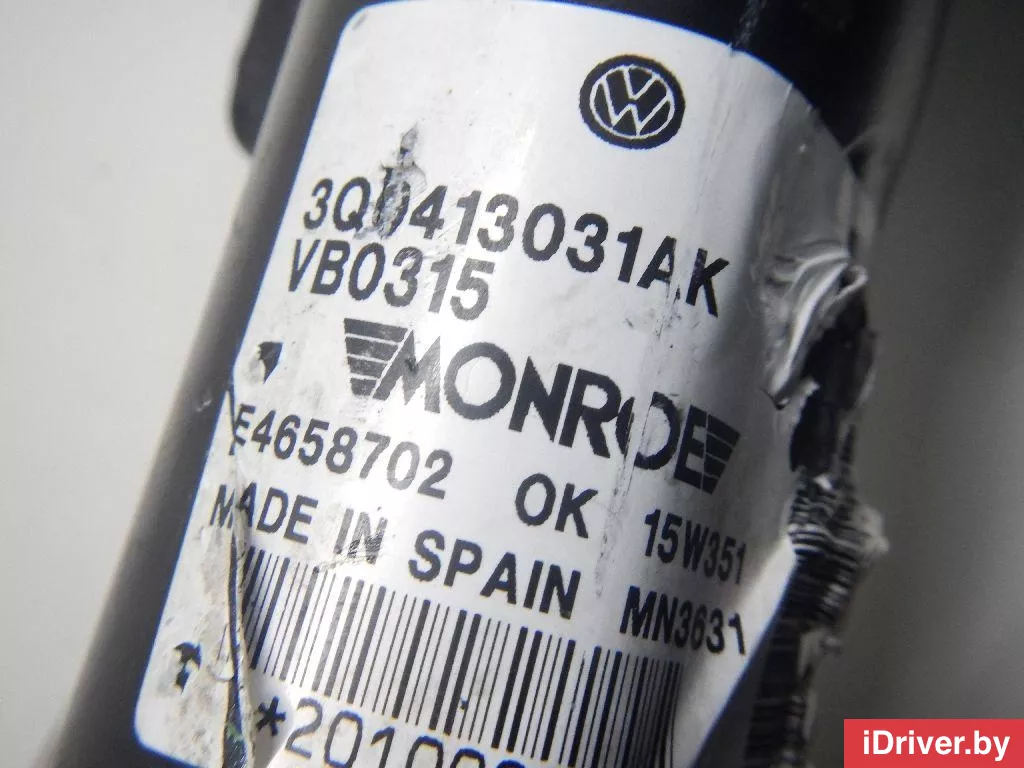 3Q0413031AK
VB0315
MONROE
E4658702 OK 15W351
MADE IN SPAIN MN3631
iDriver.by